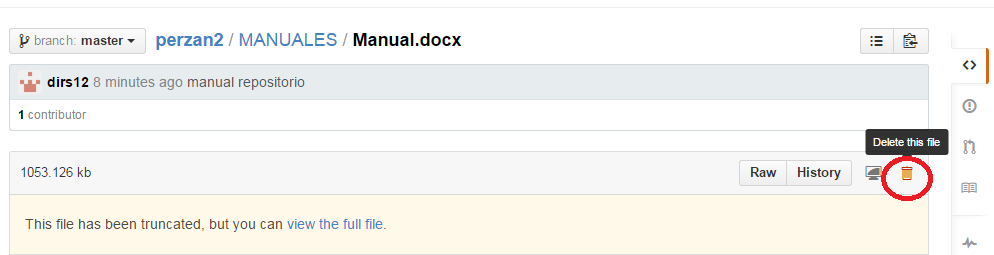 branch: master perzan2 / MANUALES / Manual.docx
dirs12 8 minutes ago manual repositorio
1 contributor
Delete this file
1053.126 kb Raw History
This file has been truncated, but you can view the full file.